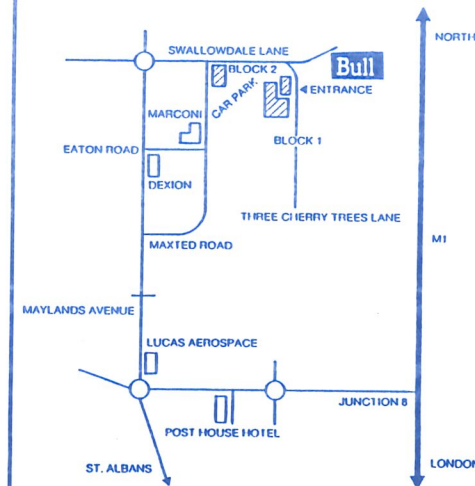 NORTH
SWALLOWDALE LANE
Bull
BLOCK 2
CAR PARK
ENTRANCE
MARCONI
BLOCK 1
EATON ROAD
DEXION
THREE CHERRY TREES LANE
MAXTED ROAD
M1
MAYLANDS AVENUE
LUCAS AEROSPACE
JUNCTION 8
POST HOUSE HOTEL
ST. ALBANS
LONDON